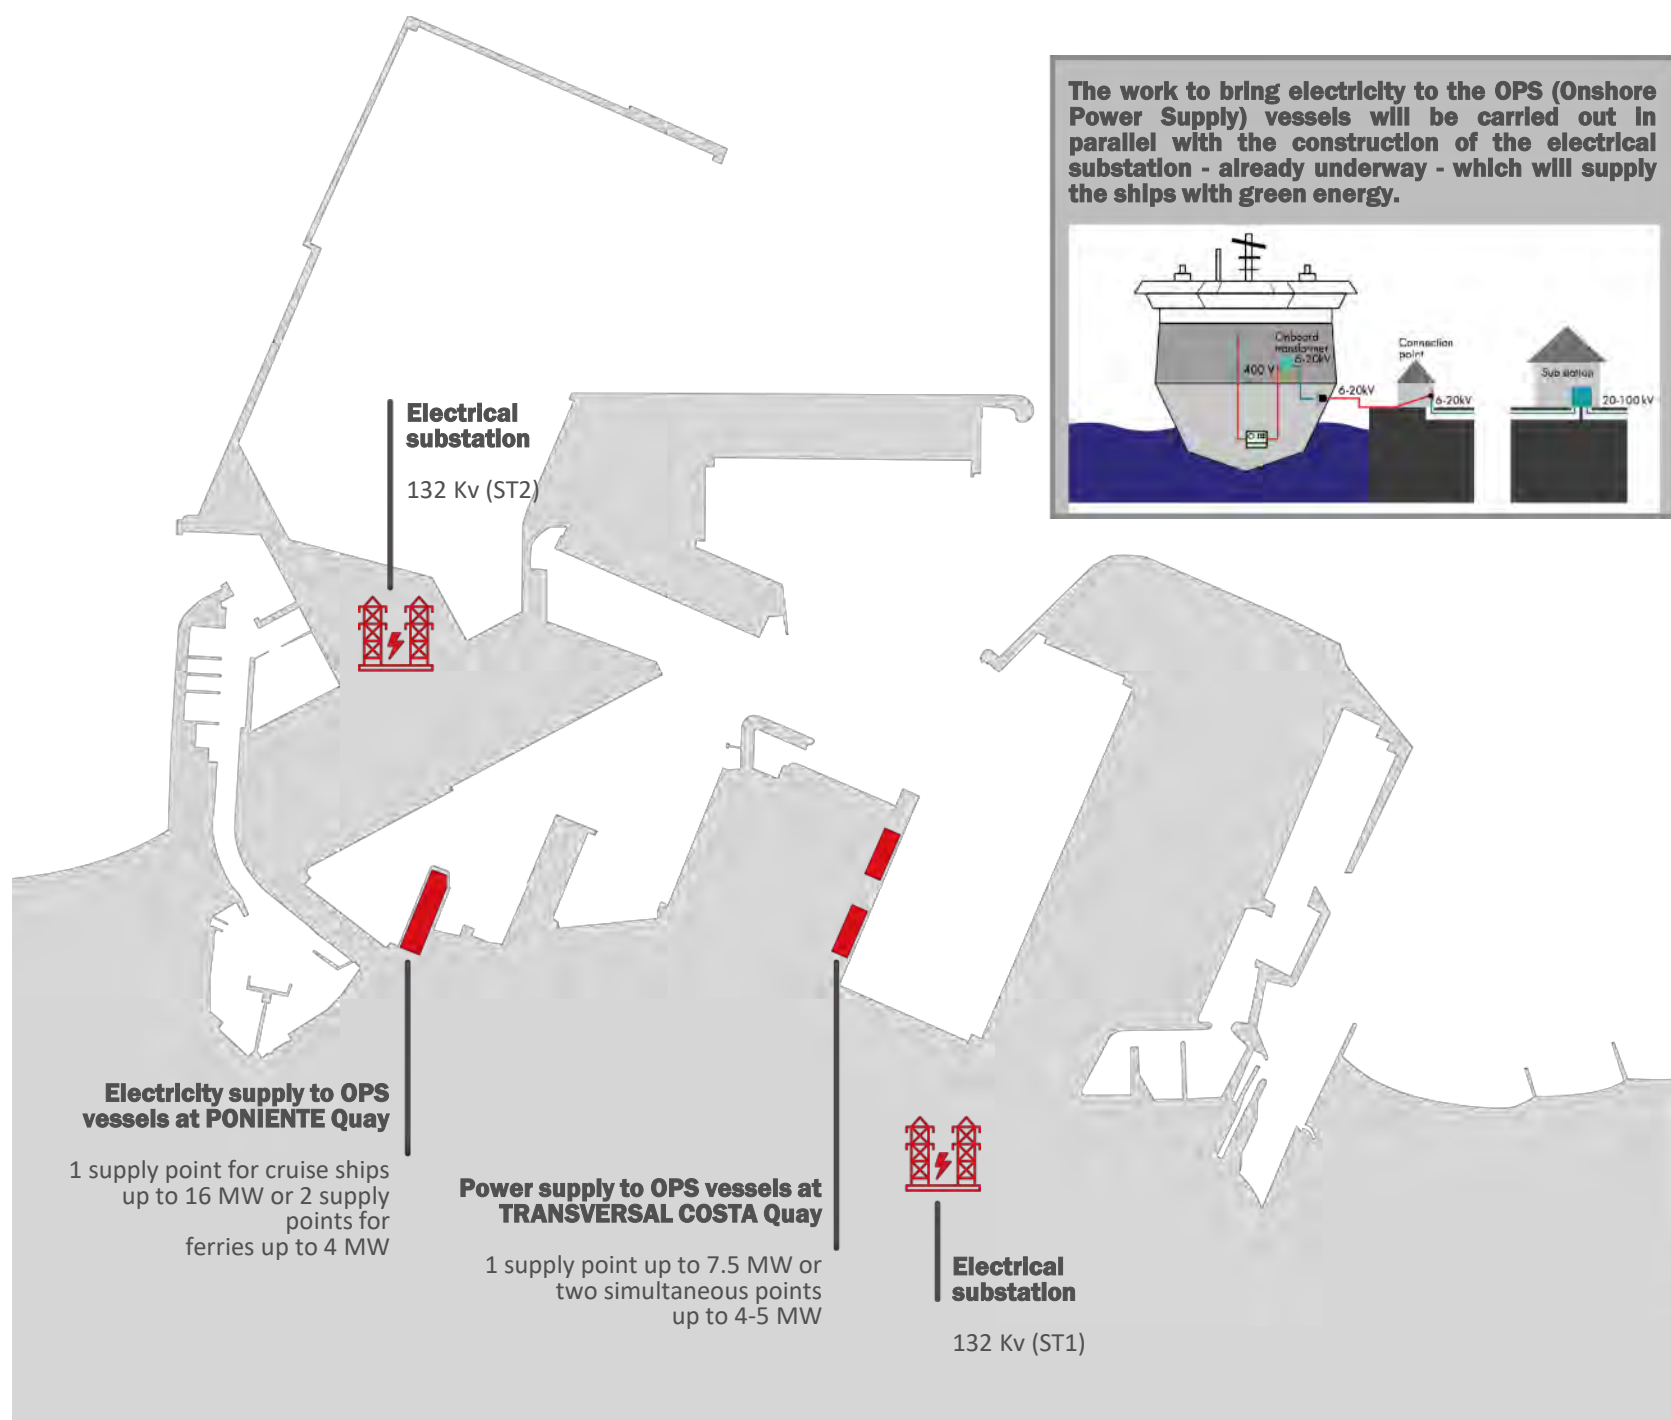 The work to bring electricity to the OPS (Onshore
Power Supply) vessels will be carried out in
parallel with the construction of the electrical
substation - already underway - which will supply
the ships with green energy.
Onboard
transformer
6-20kV
400 V
6-20kV
Connection
point
6-20kV
Sub station
20-100 kV
Electrical
substation
132 Kv (ST2)
Electricity supply to OPS
vessels at PONIENTE Quay
1 supply point for cruise ships
up to 16 MW or 2 supply
points for
ferries up to 4 MW
Power supply to OPS vessels at
TRANSVERSAL COSTA Quay
1 supply point up to 7.5 MW or
two simultaneous points
up to 4-5 MW
Electrical
substation
132 Kv (ST1)